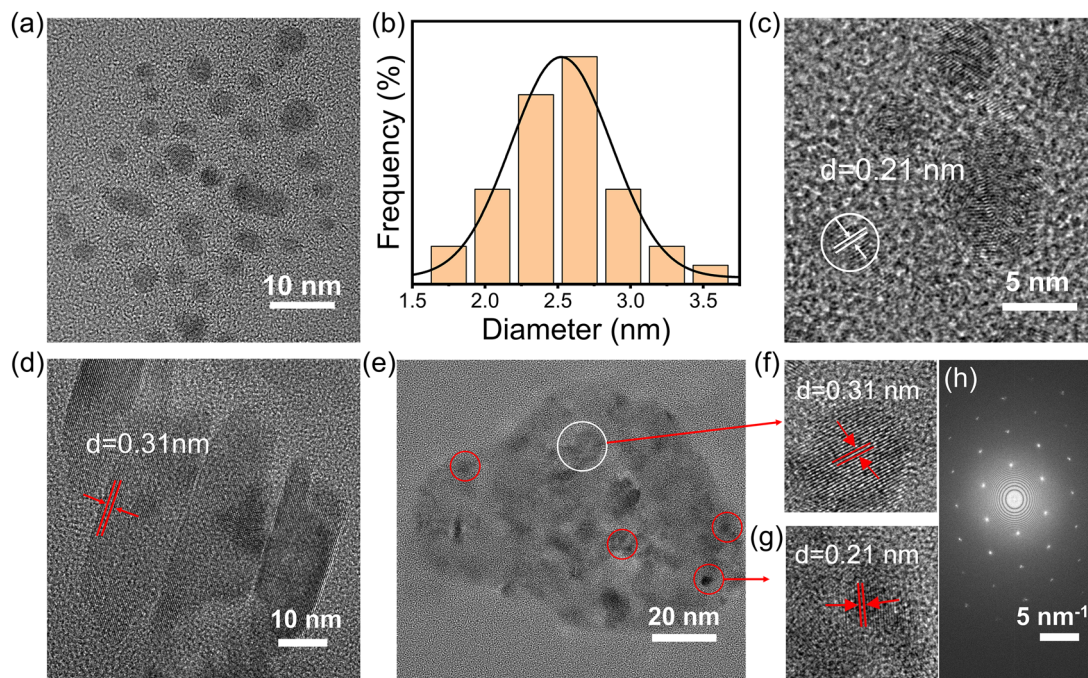 (a)
10 nm
(b)
Frequency (%)
1.5 2.0 2.5 3.0 3.5
Diameter (nm)
(c)
d=0.21 nm
5 nm
(d)
d=0.31nm
10 nm
(e)
20 nm
(f)
d=0.31 nm
(g)
d=0.21 nm
(h)
5 nm⁻¹